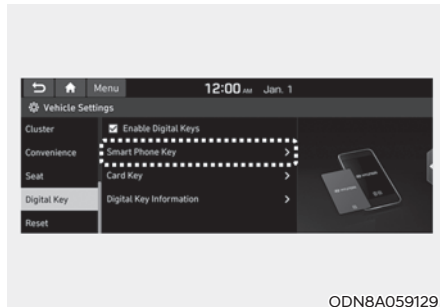 Menu 12:00 AM Jan. 1
Vehicle Settings
Cluster
Enable Digital Keys
Convenience
Smart Phone Key
Seat
Card Key
Digital Key
Digital Key Information
Reset
ODN8A059129